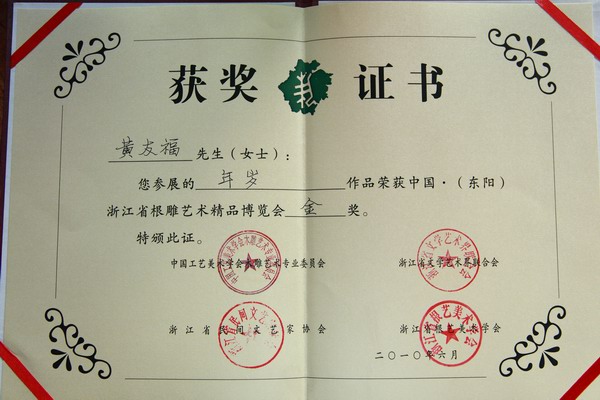 获奖证书
黄友福先生（女士）：
您参展的年岁作品荣获中国·（东阳）
浙江省根雕艺术精品博览会金奖。
特颁此证。
中国工艺美术学会木雕艺术专业委员会
浙江省文学艺术界联合会
浙江省民间文艺家协会
浙江省根艺美术学会
二〇一〇年六月